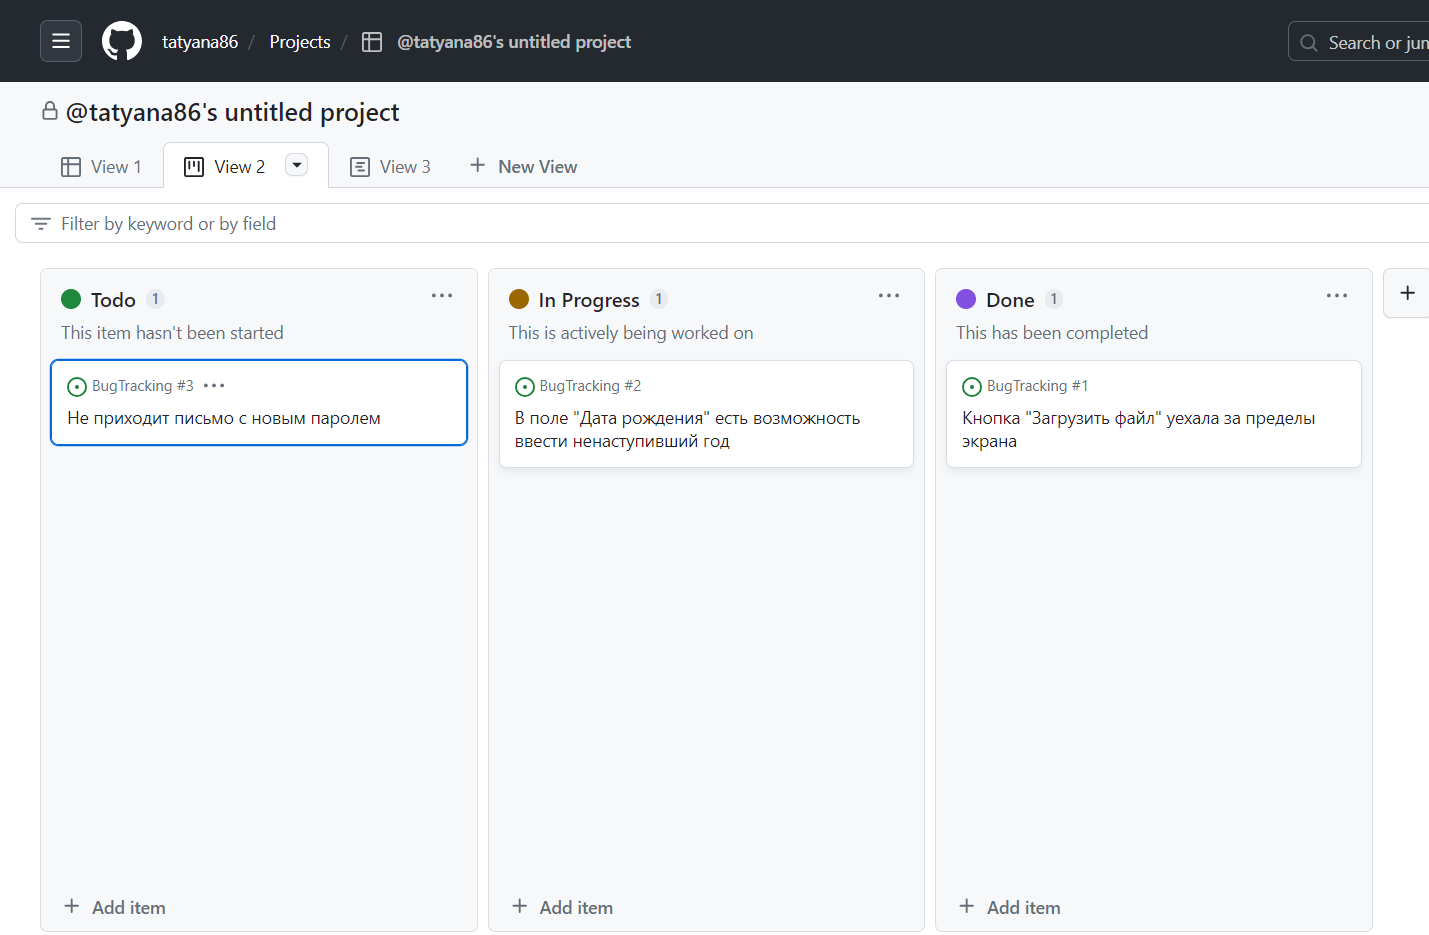 tatyana86 / Projects / @tatyana86's untitled project
Search or jum
@tatyana86's untitled project
View 1
View 2
View 3
New View
Filter by keyword or by field
Todo 1
This item hasn't been started
BugTracking #3
Не приходит письмо с новым паролем
Add item
In Progress 1
This is actively being worked on
BugTracking #2
В поле "Дата рождения" есть возможность
ввести ненаступивший год
Add item
Done 1
This has been completed
BugTracking #1
Кнопка "Загрузить файл" уехала за пределы
экрана
Add item